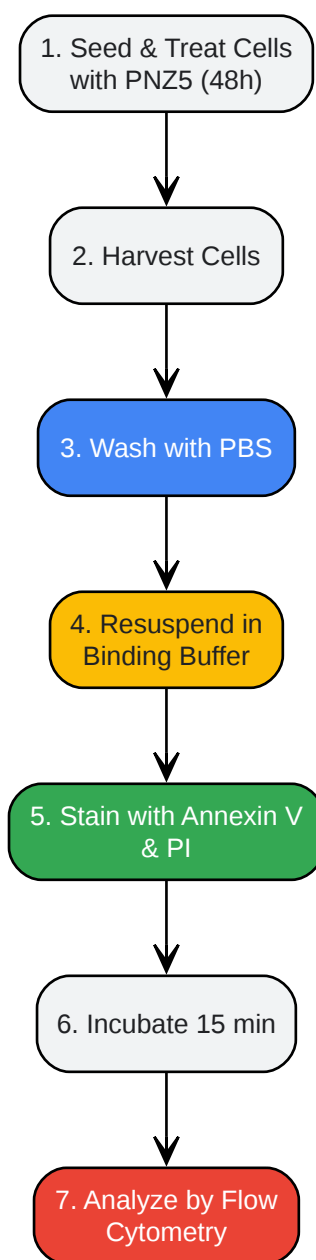 1. Seed & Treat Cells
with PNZ5 (48h)
2. Harvest Cells
3. Wash with PBS
4. Resuspend in
Binding Buffer
5. Stain with Annexin V
& PI
6. Incubate 15 min
7. Analyze by Flow
Cytometry